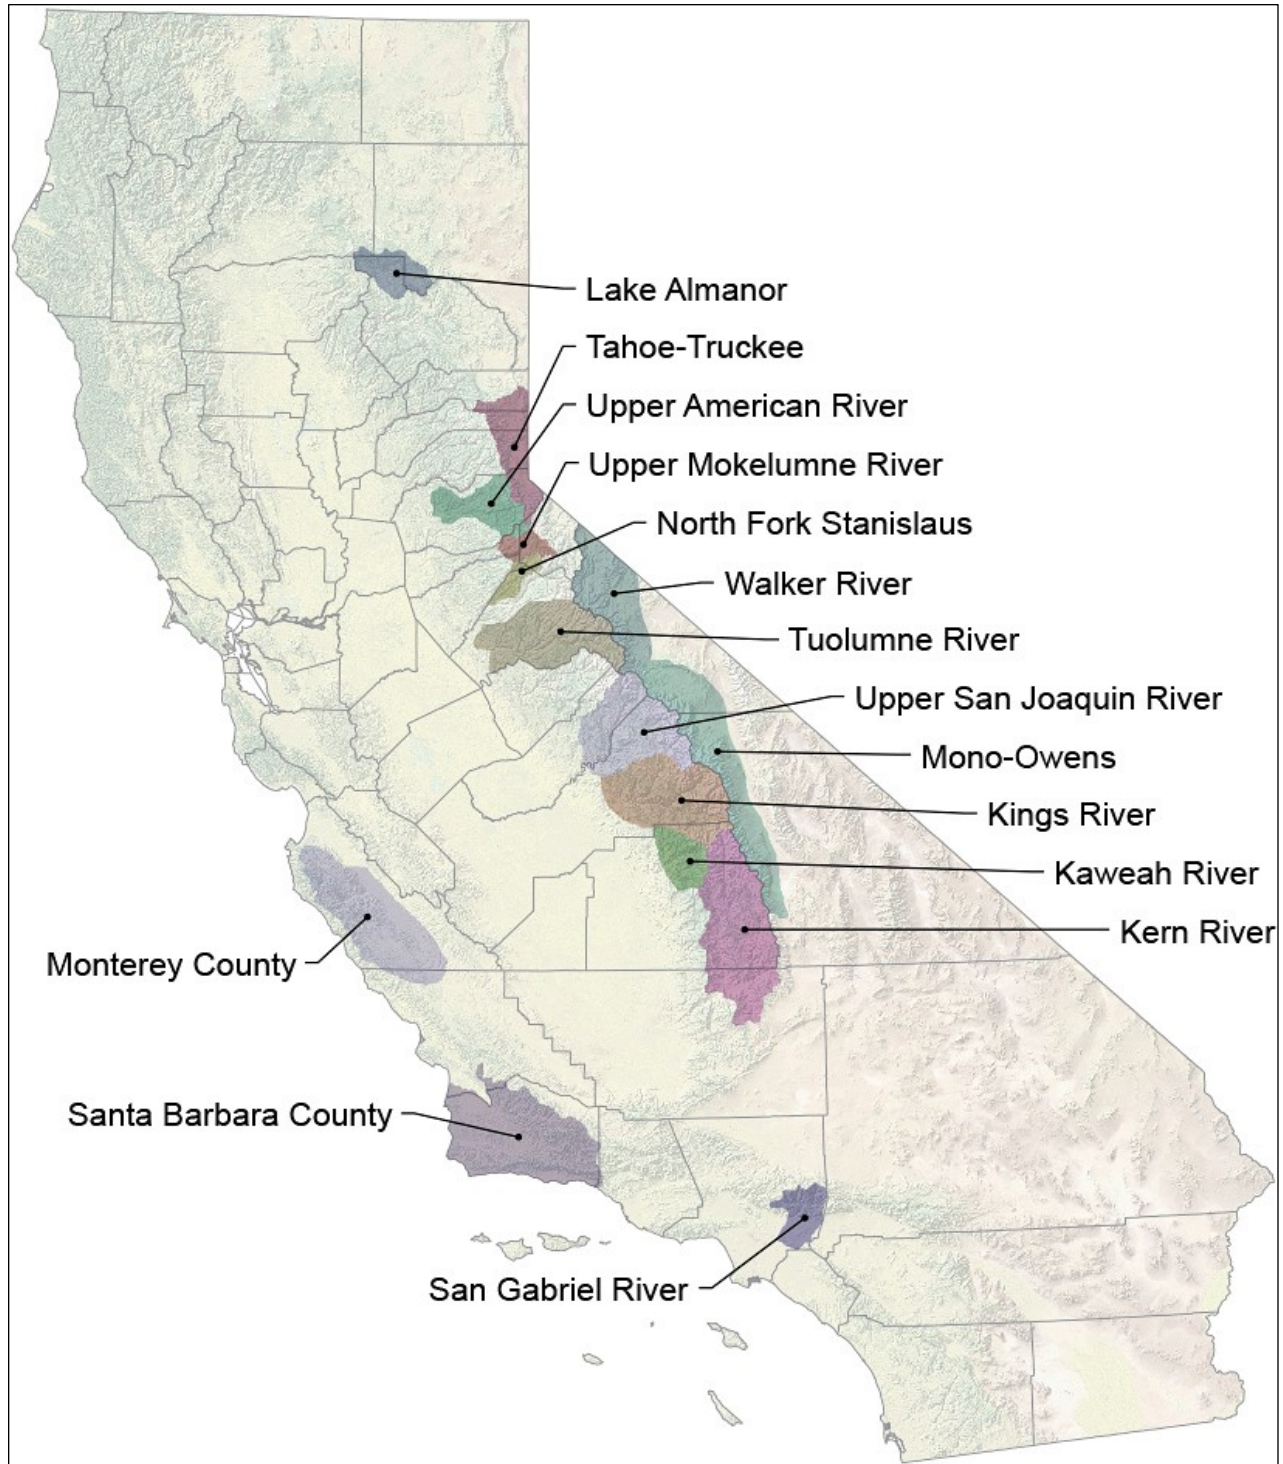 Lake Almanor
Tahoe-Truckee
Upper American River
Upper Mokelumne River
North Fork Stanislaus
Walker River
Tuolumne River
Upper San Joaquin River
Mono-Owens
Kings River
Kaweah River
Kern River
Monterey County
Santa Barbara County
San Gabriel River